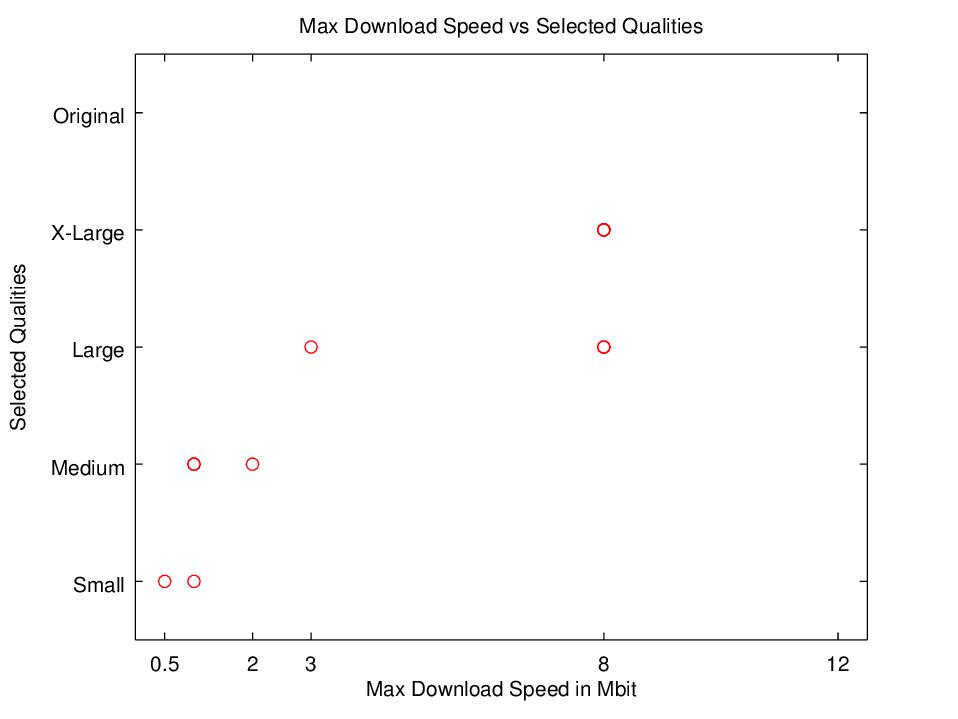 Max Download Speed vs Selected Qualities
Original
X-Large
Large
Medium
Small
Selected Qualities
0.5 2 3 8 12
Max Download Speed in Mbit